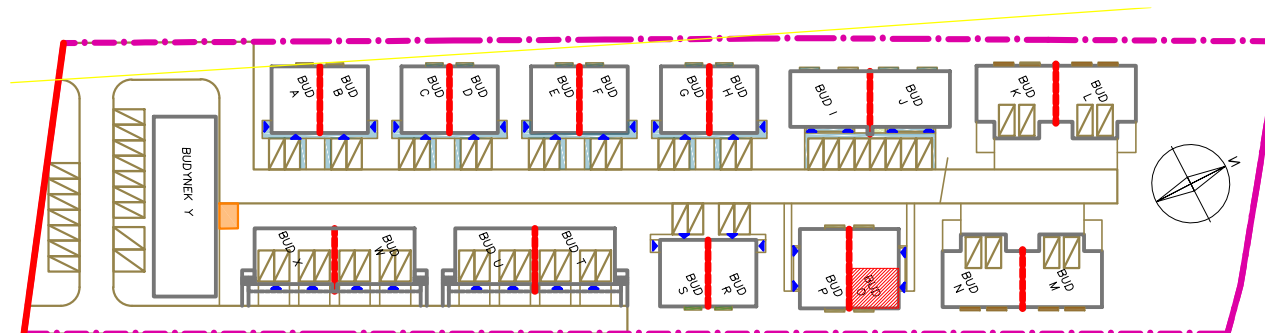 BUD A
BUD B
BUD C
BUD D
BUD E
BUD F
BUD G
BUD H
BUD I
BUD J
BUD K
BUD L
N
BUDYNEK Y
BUD X
BUD W
BUD U
BUD T
BUD S
BUD R
BUD P
BUD O
BUD N
BUD M